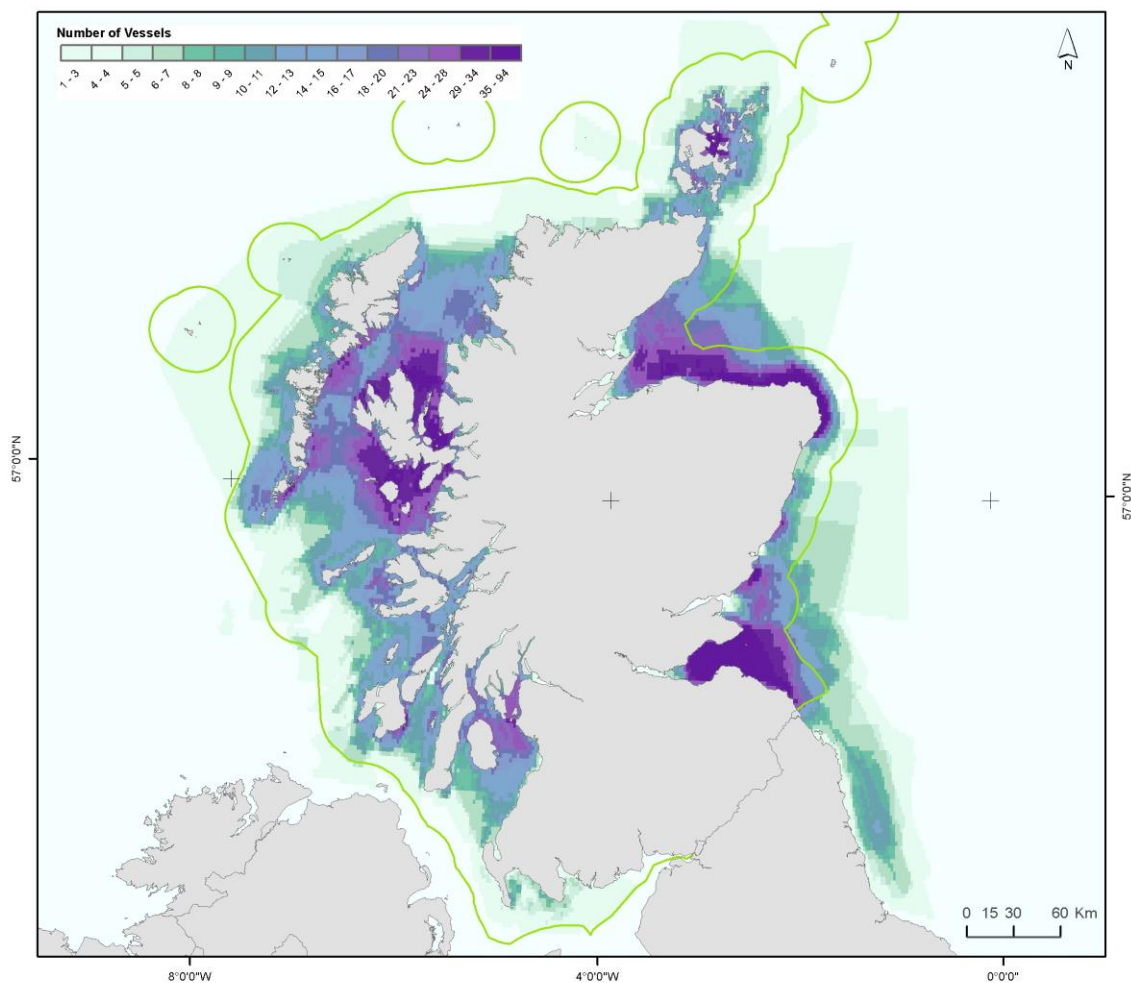 Number of Vessels
1 - 3 4 - 4 5 - 5 6 - 7 8 - 8 9 - 9 10 - 11 12 - 13 14 - 15 16 - 17 18 - 20 21 - 23 24 - 28 29 - 34 35 - 94
N
57°0'0"N
57°0'0"N
0 15 30 60 Km
8°0'0"W 4°0'0"W 0°0'0"